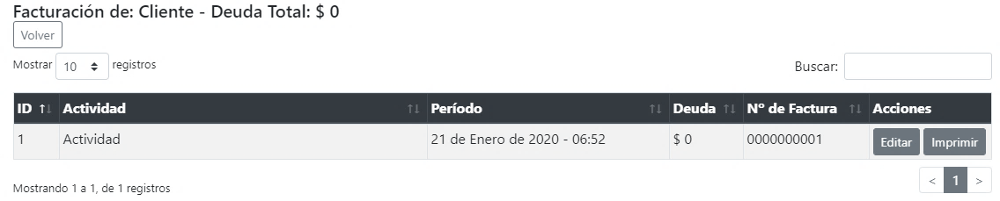 Facturación de: Cliente - Deuda Total: $ 0
Volver
Mostrar 10 registros Buscar:
ID Actividad Período Deuda Nº de Factura Acciones
1 Actividad 21 de Enero de 2020 - 06:52 $ 0 0000000001 Editar Imprimir
Mostrando 1 a 1, de 1 registros < 1 >